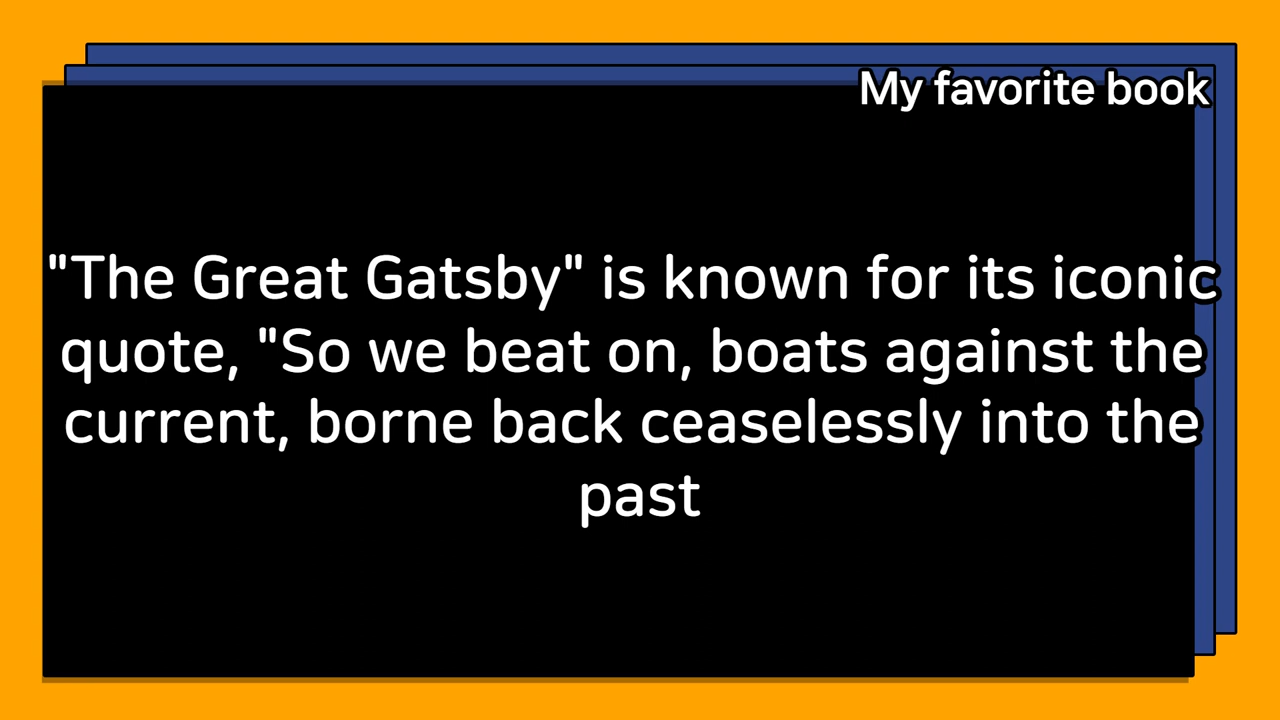 My favorite book
"The Great Gatsby" is known for its iconic
quote, "So we beat on, boats against the
current, borne back ceaselessly into the
past